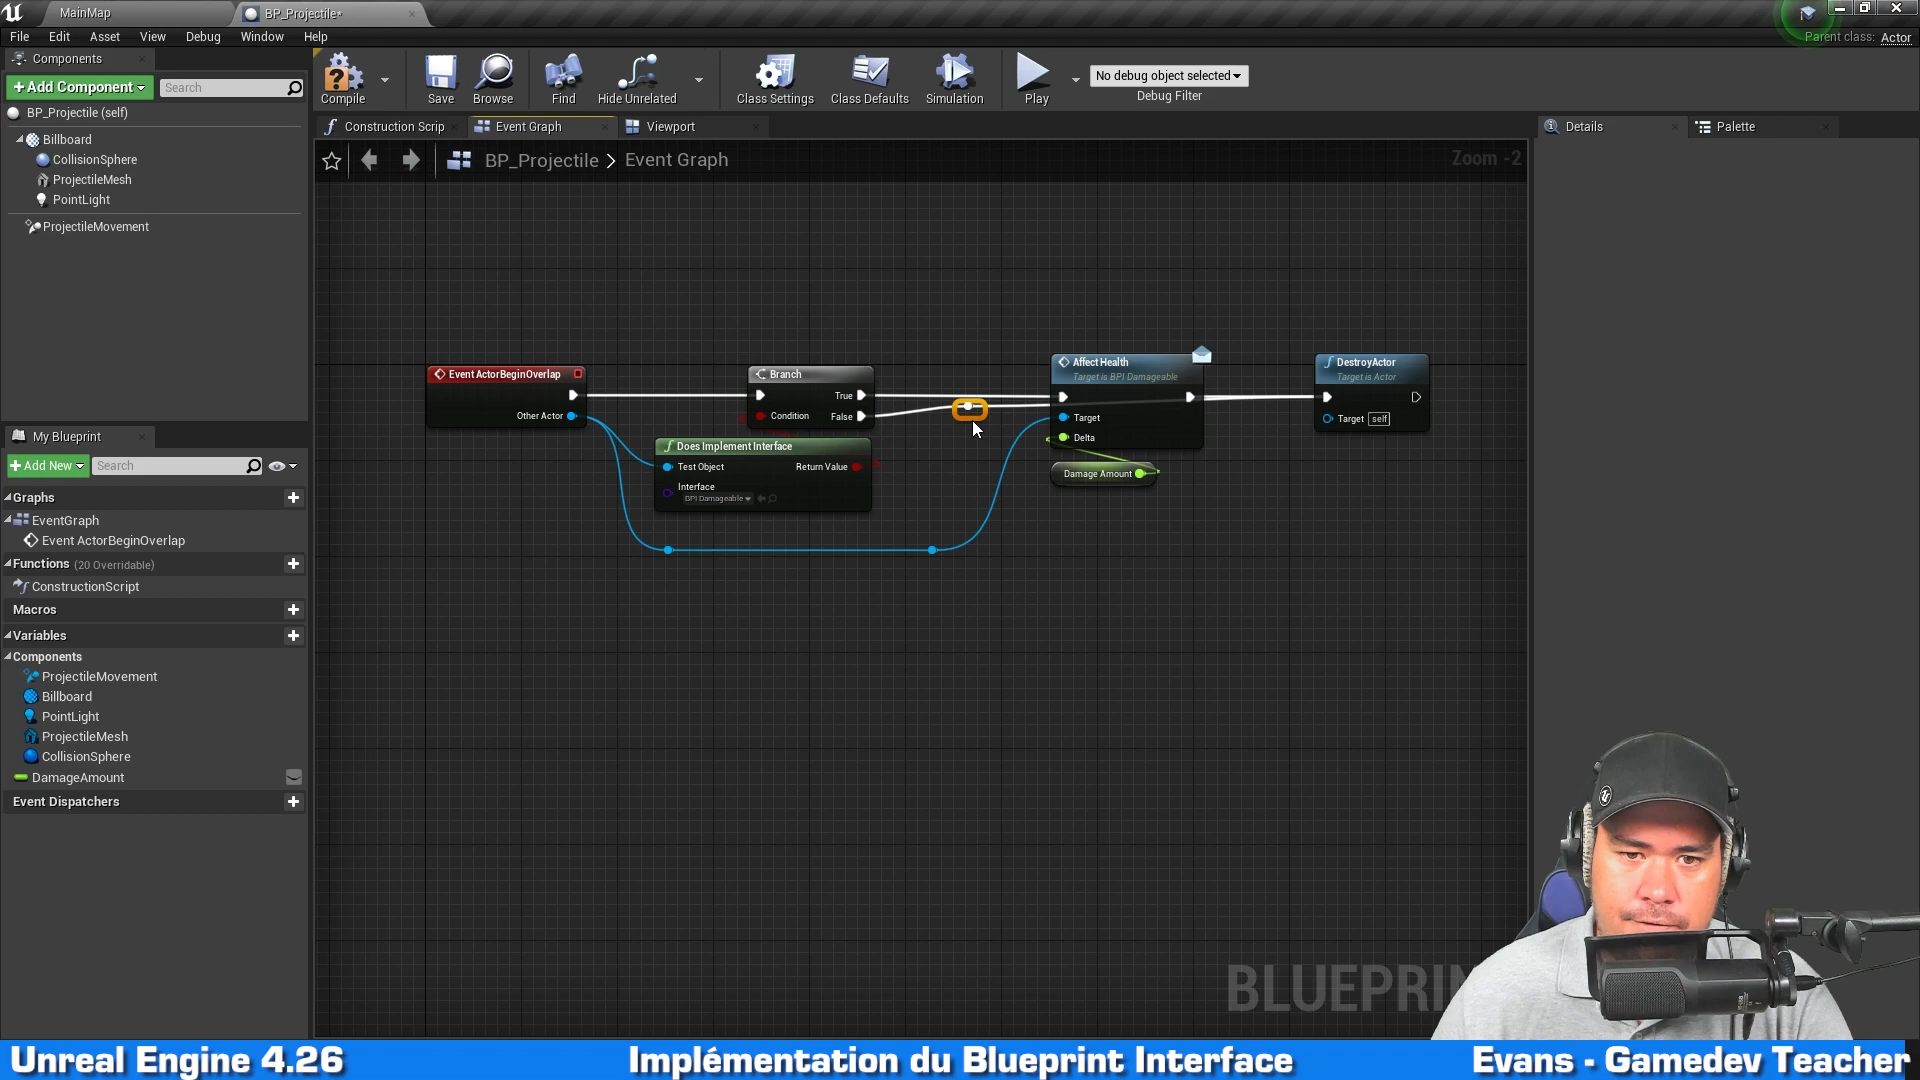 MainMap
BP_Projectile*
File Edit Asset View Debug Window Help
Parent class: Actor
Components
+Add Component
Search
BP_Projectile (self)
Billboard
CollisionSphere
ProjectileMesh
PointLight
ProjectileMovement
Compile
Save
Browse
Find
Hide Unrelated
Class Settings
Class Defaults
Simulation
Play
No debug object selected
Debug Filter
Construction Scrip
Event Graph
Viewport
BP_Projectile > Event Graph
Zoom -2
Details
Palette
Event ActorBeginOverlap
Other Actor
Branch
True
Condition
False
Does Implement Interface
Test Object
Return Value
Interface
BPI Damageable
Affect Health
Target is BPI Damageable
Target
Delta
Damage Amount
DestroyActor
Target is Actor
Target self
My Blueprint
+Add New
Search
Graphs
EventGraph
Event ActorBeginOverlap
Functions (20 Overridable)
ConstructionScript
Macros
Variables
Components
ProjectileMovement
Billboard
PointLight
ProjectileMesh
CollisionSphere
DamageAmount
Event Dispatchers
BLUEPRIN
Unreal Engine 4.26
Implémentation du Blueprint Interface
Evans - Gamedev Teacher